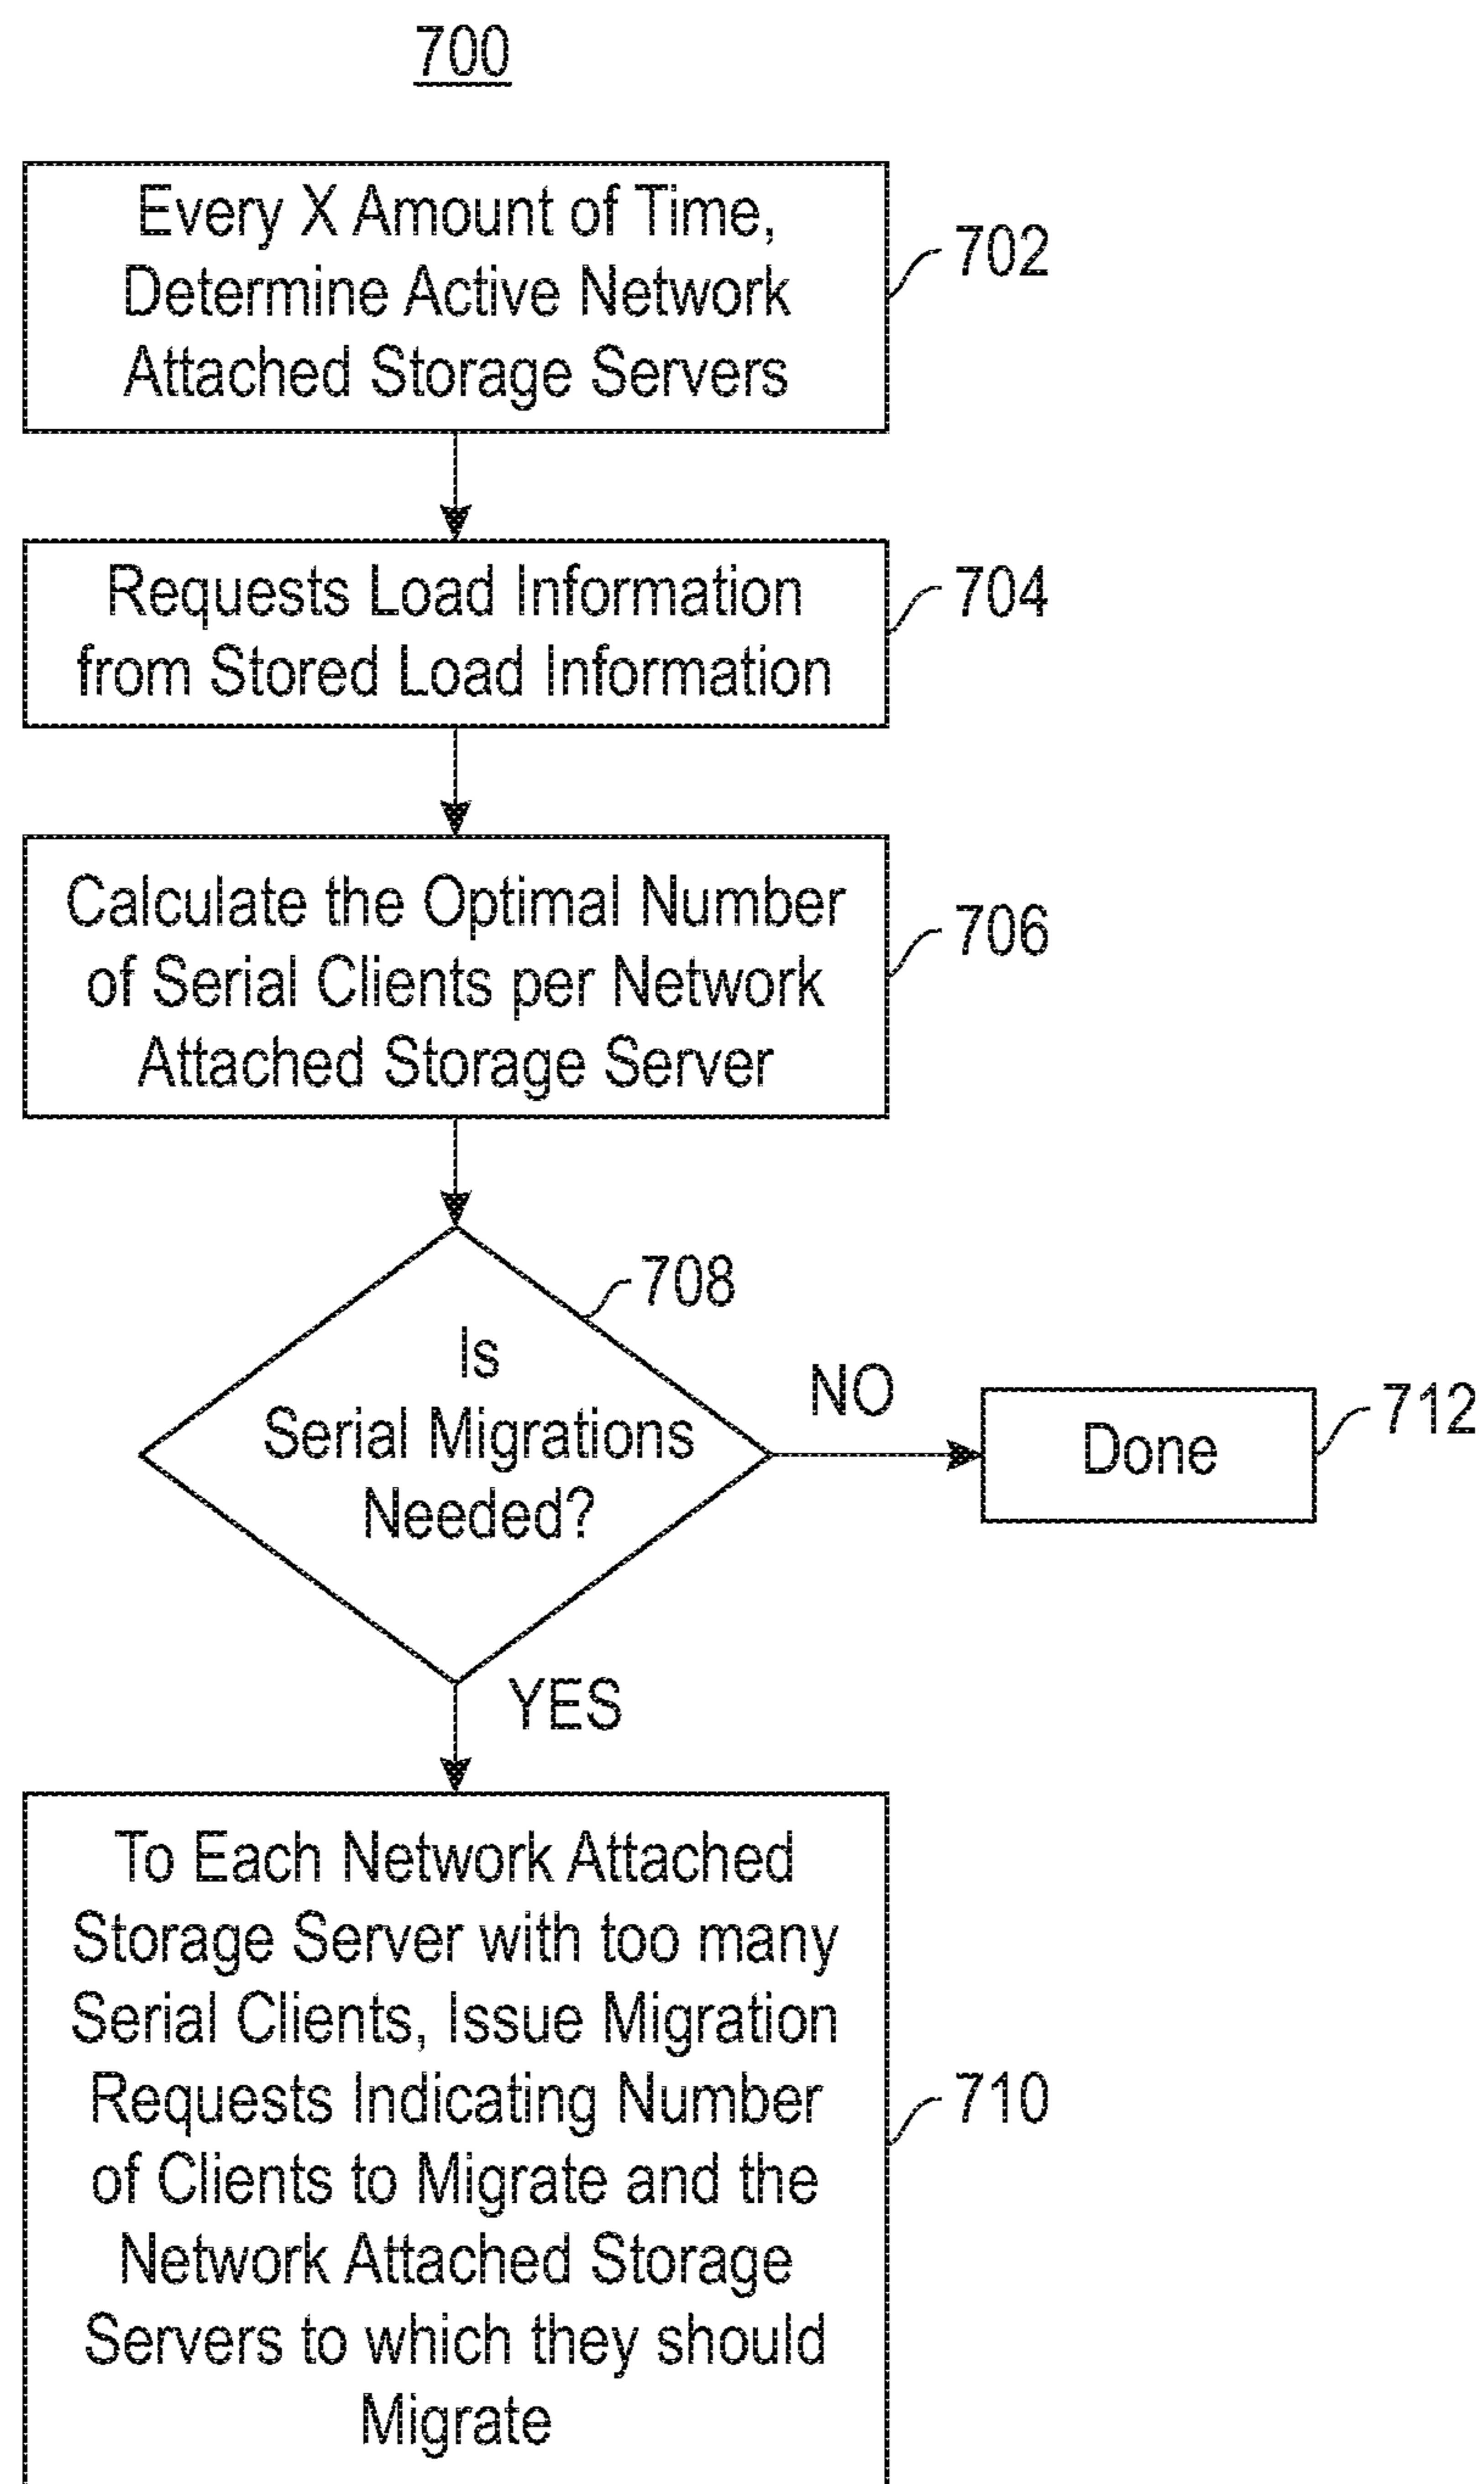 700
Every X Amount of Time,
Determine Active Network
Attached Storage Servers
702
Requests Load Information
from Stored Load Information
704
Calculate the Optimal Number
of Serial Clients per Network
Attached Storage Server
706
708
Is
Serial Migrations
Needed?
NO
Done
712
YES
To Each Network Attached
Storage Server with too many
Serial Clients, Issue Migration
Requests Indicating Number
of Clients to Migrate and the
Network Attached Storage
Servers to which they should
Migrate
710